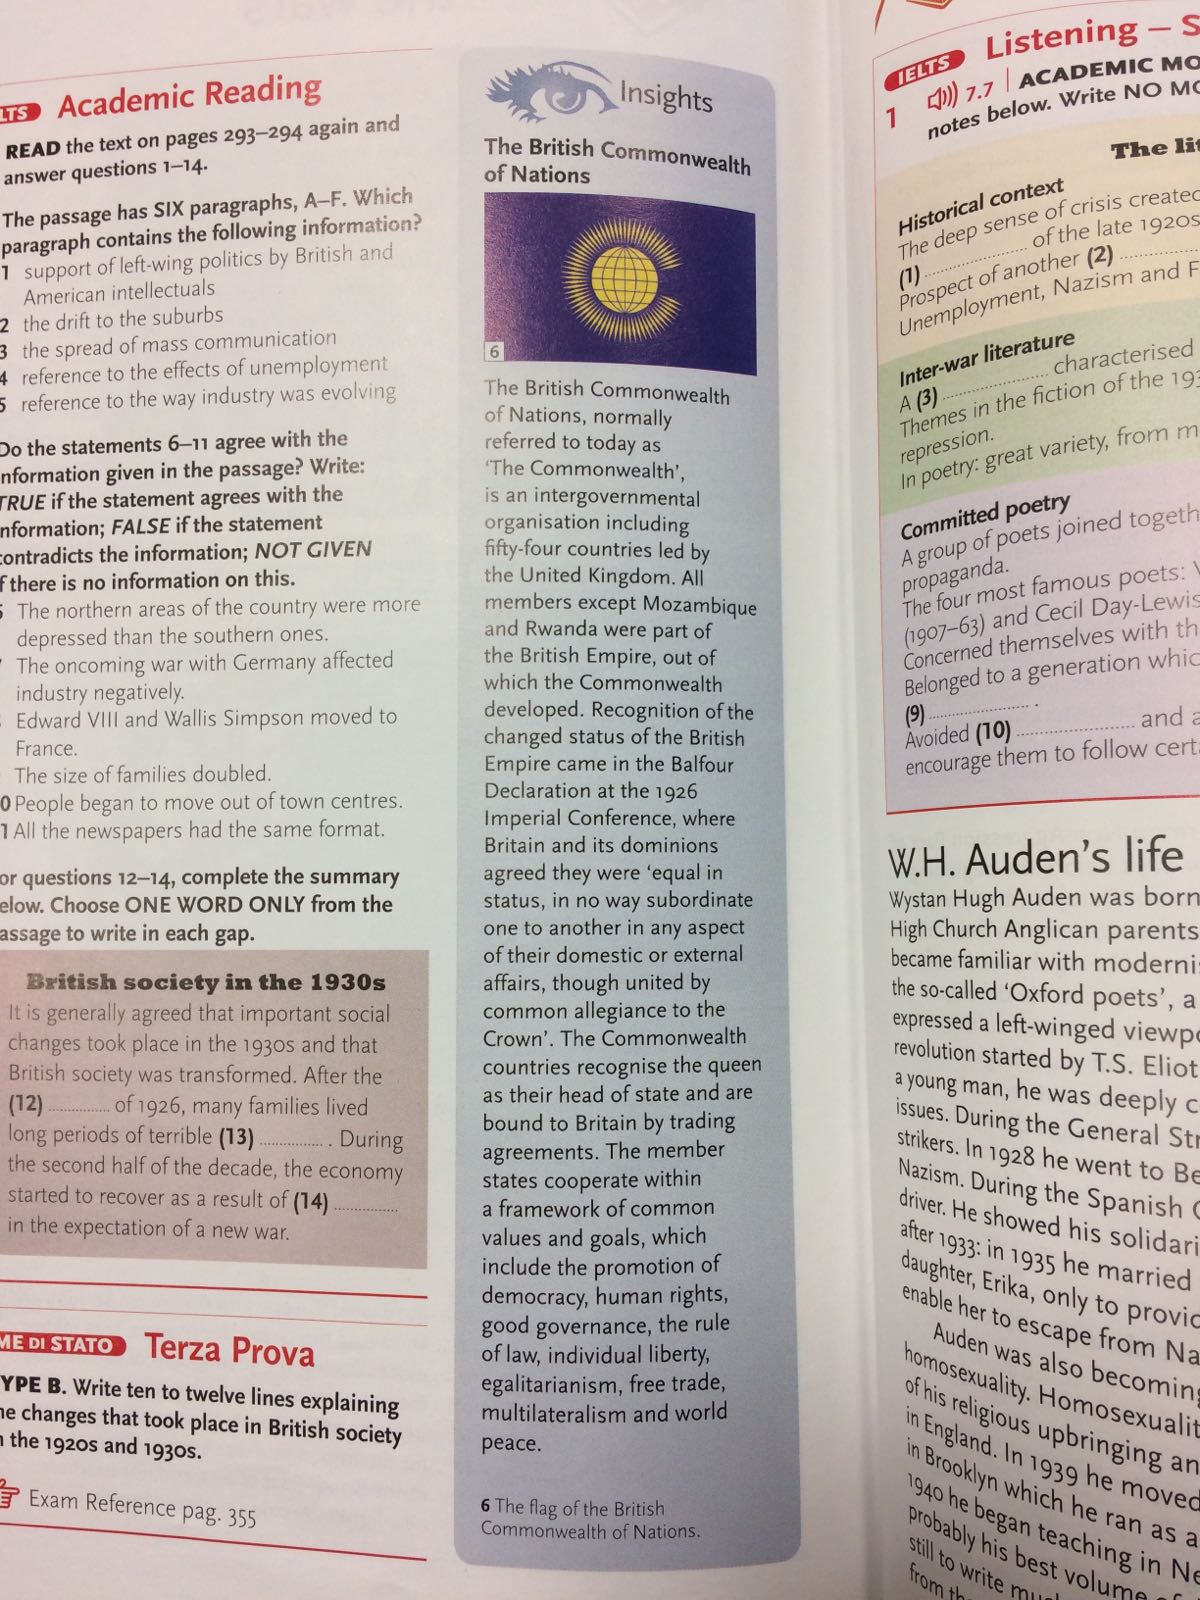 LTS Academic Reading
READ the text on pages 293–294 again and
answer questions 1–14.
The passage has SIX paragraphs, A–F. Which
paragraph contains the following information?
1 support of left-wing politics by British and
American intellectuals
2 the drift to the suburbs
3 the spread of mass communication
4 reference to the effects of unemployment
5 reference to the way industry was evolving
Do the statements 6–11 agree with the
nformation given in the passage? Write:
TRUE if the statement agrees with the
nformation; FALSE if the statement
contradicts the information; NOT GIVEN
f there is no information on this.
The northern areas of the country were more
depressed than the southern ones.
The oncoming war with Germany affected
industry negatively.
Edward VIII and Wallis Simpson moved to
France.
The size of families doubled.
0 People began to move out of town centres.
1 All the newspapers had the same format.
or questions 12–14, complete the summary
elow. Choose ONE WORD ONLY from the
assage to write in each gap.
British society in the 1930s
It is generally agreed that important social
changes took place in the 1930s and that
British society was transformed. After the
(12) ............. of 1926, many families lived
long periods of terrible (13) ............. . During
the second half of the decade, the economy
started to recover as a result of (14) .............
in the expectation of a new war.
ME DI STATO Terza Prova
YPE B. Write ten to twelve lines explaining
he changes that took place in British society
n the 1920s and 1930s.
Exam Reference pag. 355
Insights
The British Commonwealth
of Nations
6
The British Commonwealth
of Nations, normally
referred to today as
‘The Commonwealth’,
is an intergovernmental
organisation including
fifty-four countries led by
the United Kingdom. All
members except Mozambique
and Rwanda were part of
the British Empire, out of
which the Commonwealth
developed. Recognition of the
changed status of the British
Empire came in the Balfour
Declaration at the 1926
Imperial Conference, where
Britain and its dominions
agreed they were ‘equal in
status, in no way subordinate
one to another in any aspect
of their domestic or external
affairs, though united by
common allegiance to the
Crown’. The Commonwealth
countries recognise the queen
as their head of state and are
bound to Britain by trading
agreements. The member
states cooperate within
a framework of common
values and goals, which
include the promotion of
democracy, human rights,
good governance, the rule
of law, individual liberty,
egalitarianism, free trade,
multilateralism and world
peace.
6 The flag of the British
Commonwealth of Nations.
IELTS Listening – S
1 7.7 | ACADEMIC MO
notes below. Write NO MO
The lit
Historical context
The deep sense of crisis created
(1) ............. of the late 1920s
Prospect of another (2) .............
Unemployment, Nazism and F
Inter-war literature
A (3) ............. characterised
Themes in the fiction of the 193
repression.
In poetry: great variety, from m
Committed poetry
A group of poets joined togeth
propaganda.
The four most famous poets: 
(1907–63) and Cecil Day-Lewis
Concerned themselves with th
Belonged to a generation whic
(9) ............. .
Avoided (10) ............. and a
encourage them to follow cert
W.H. Auden’s life
Wystan Hugh Auden was born
High Church Anglican parents
became familiar with moderni
the so-called ‘Oxford poets’, a
expressed a left-winged viewpo
revolution started by T.S. Eliot
a young man, he was deeply c
issues. During the General Str
strikers. In 1928 he went to Be
Nazism. During the Spanish C
driver. He showed his solidari
after 1933: in 1935 he married
daughter, Erika, only to provid
enable her to escape from Na
Auden was also becoming
homosexuality. Homosexualit
of his religious upbringing an
in England. In 1939 he moved
in Brooklyn which he ran as a
1940 he began teaching in Ne
Probably his best volume of
still to write muc
from the